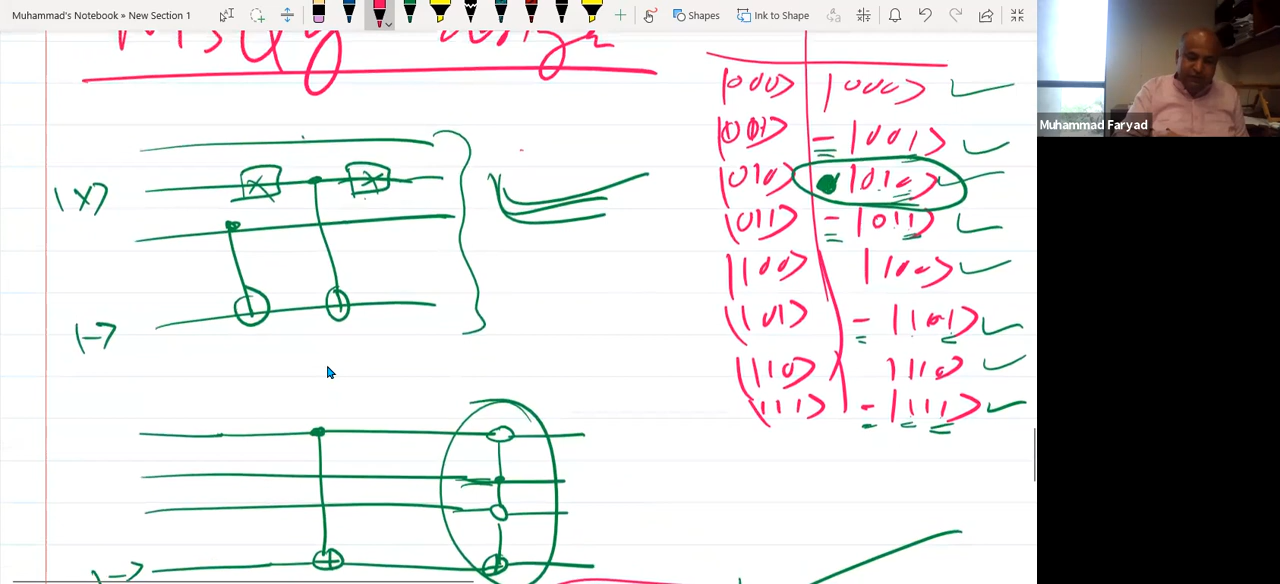 Muhammad's Notebook » New Section 1
Shapes
Ink to Shape
Muhammad Faryad
|000⟩ |000⟩ ✓
|001⟩ = |001⟩ ✓
|010⟩ |010⟩ ✓
|011⟩ = |011⟩ ✓
|100⟩ |100⟩ ✓
|101⟩ = |101⟩ ✓
|110⟩ |110⟩ ✓
|111⟩ - |111⟩ ✓
|x⟩
X X
|-⟩
|-⟩